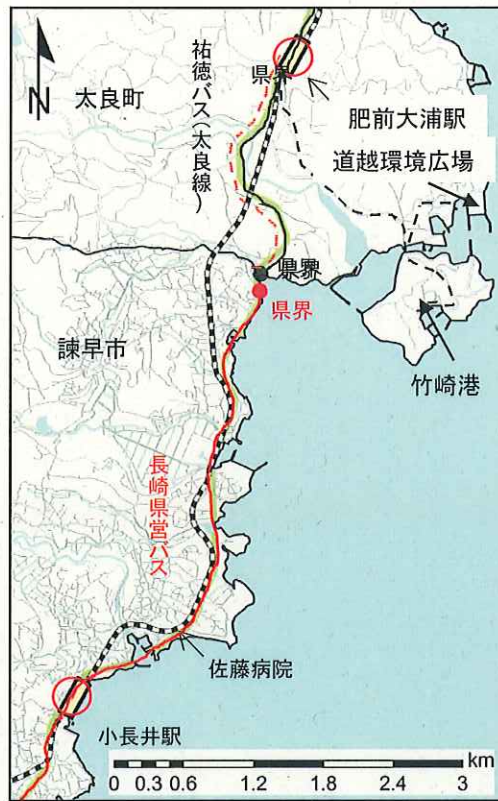 N
太良町
祐徳バス(太良線)
県界
肥前大浦駅
道越環境広場
県界
県界
竹崎港
諫早市
長崎県営バス
佐藤病院
小長井駅
km
0 0.3 0.6 1.2 1.8 2.4 3